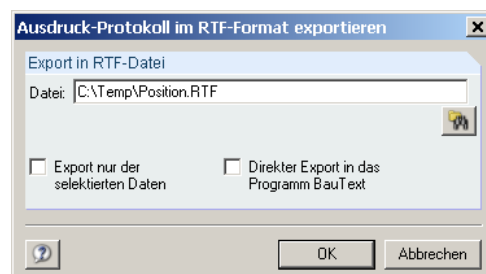 Ausdruck-Protokoll im RTF-Format exportieren
Export in RTF-Datei
Datei: C:\Temp\Position.RTF
Export nur der
selektierten Daten
Direkter Export in das
Programm BauText
OK Abbrechen